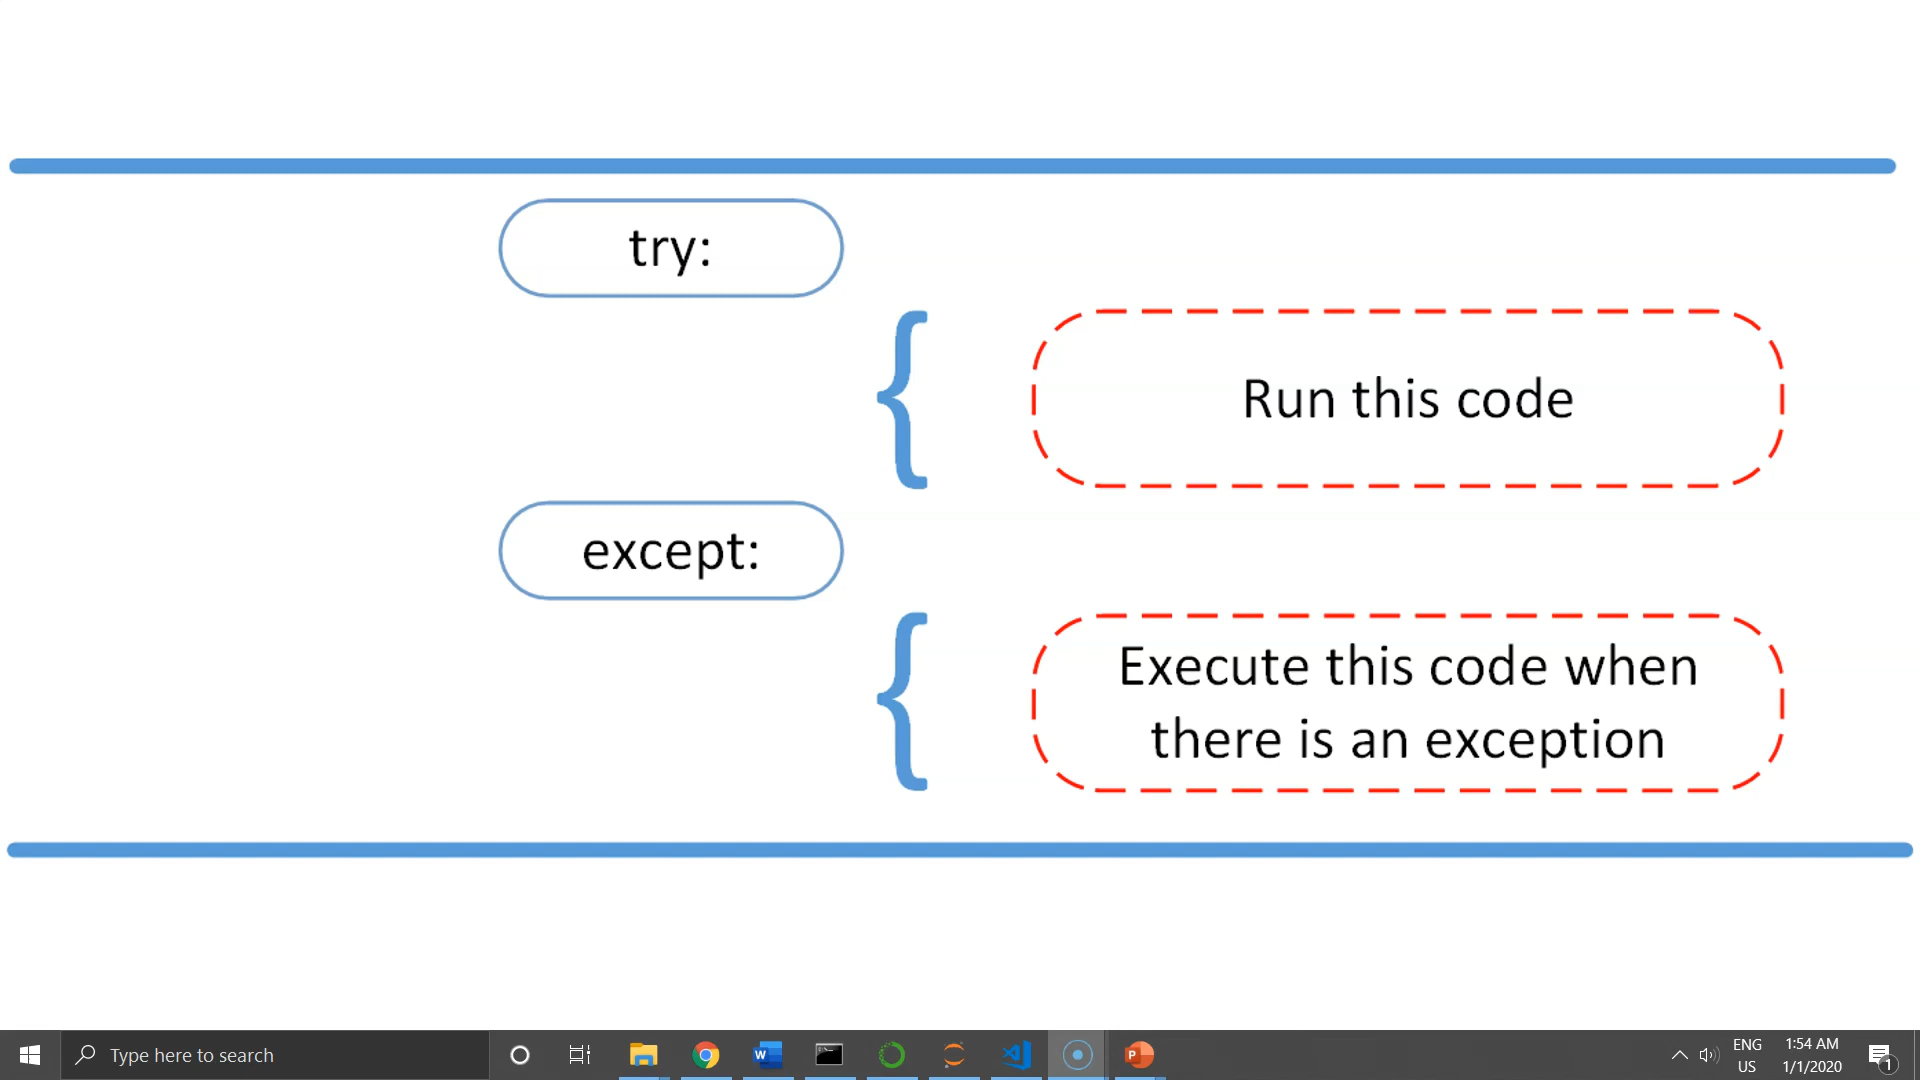 try:
Run this code
except:
Execute this code when
there is an exception
Type here to search
ENG
US
1:54 AM
1/1/2020
1